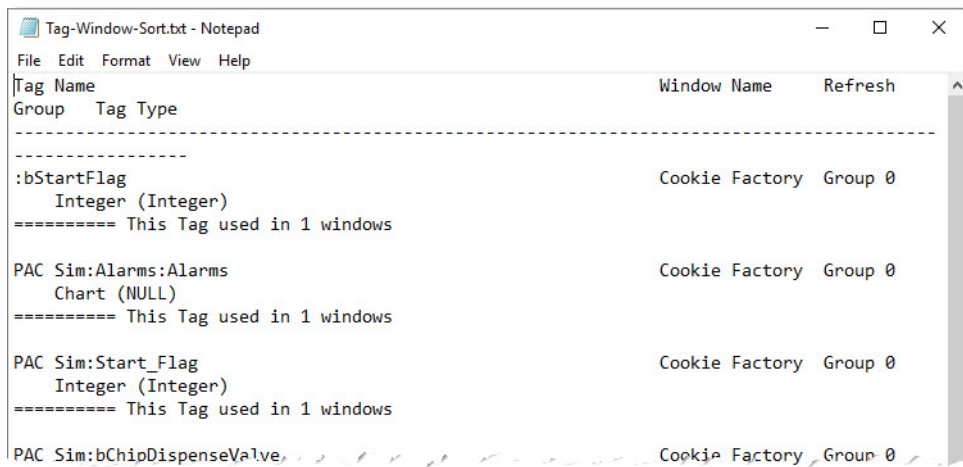 Tag-Window-Sort.txt - Notepad
File Edit Format View Help
Tag Name Window Name Refresh
Group Tag Type
-----------------------------------------------------------------------------------------
-----------------
:bStartFlag Cookie Factory Group 0
Integer (Integer)
========== This Tag used in 1 windows
PAC Sim:Alarms:Alarms Cookie Factory Group 0
Chart (NULL)
========== This Tag used in 1 windows
PAC Sim:Start_Flag Cookie Factory Group 0
Integer (Integer)
========== This Tag used in 1 windows
PAC Sim:bChipDispenseValve Cookie Factory Group 0